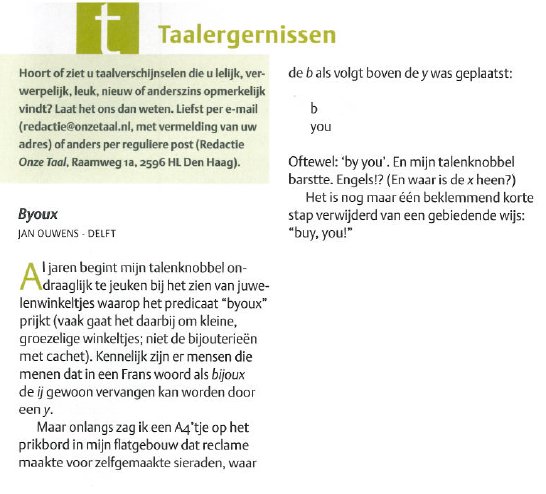 t
Taalergernissen
Hoort of ziet u taalverschijnselen die u lelijk, ver-
werpelijk, leuk, nieuw of anderszins opmerkelijk
vindt? Laat het ons dan weten. Liefst per e-mail
(redactie@onzetaal.nl, met vermelding van uw
adres) of anders per reguliere post (Redactie
Onze Taal, Raamweg 1a, 2596 HL Den Haag).
Byoux
JAN OUWENS - DELFT
Al jaren begint mijn talenknobbel on-
draaglijk te jeuken bij het zien van juwe-
lenwinkeltjes waarop het predicaat “byoux”
prijkt (vaak gaat het daarbij om kleine,
groezelige winkeltjes; niet de bijouterieën
met cachet). Kennelijk zijn er mensen die
menen dat in een Frans woord als bijoux
de ij gewoon vervangen kan worden door
een y.
Maar onlangs zag ik een A4’tje op het
prikbord in mijn flatgebouw dat reclame
maakte voor zelfgemaakte sieraden, waar
de b als volgt boven de y was geplaatst:
b
you
Oftewel: ‘by you’. En mijn talenknobbel
barstte. Engels!? (En waar is de x heen?)
Het is nog maar één beklemmend korte
stap verwijderd van een gebiedende wijs:
“buy, you!”